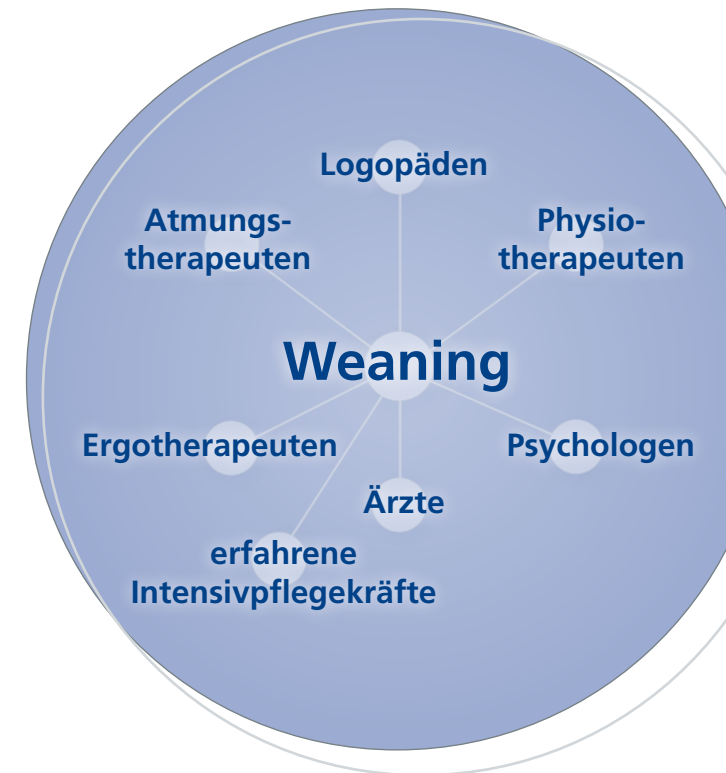 Logopäden
Atmungs-
therapeuten
Physio-
therapeuten
Weaning
Ergotherapeuten
Psychologen
Ärzte
erfahrene
Intensivpflegekräfte